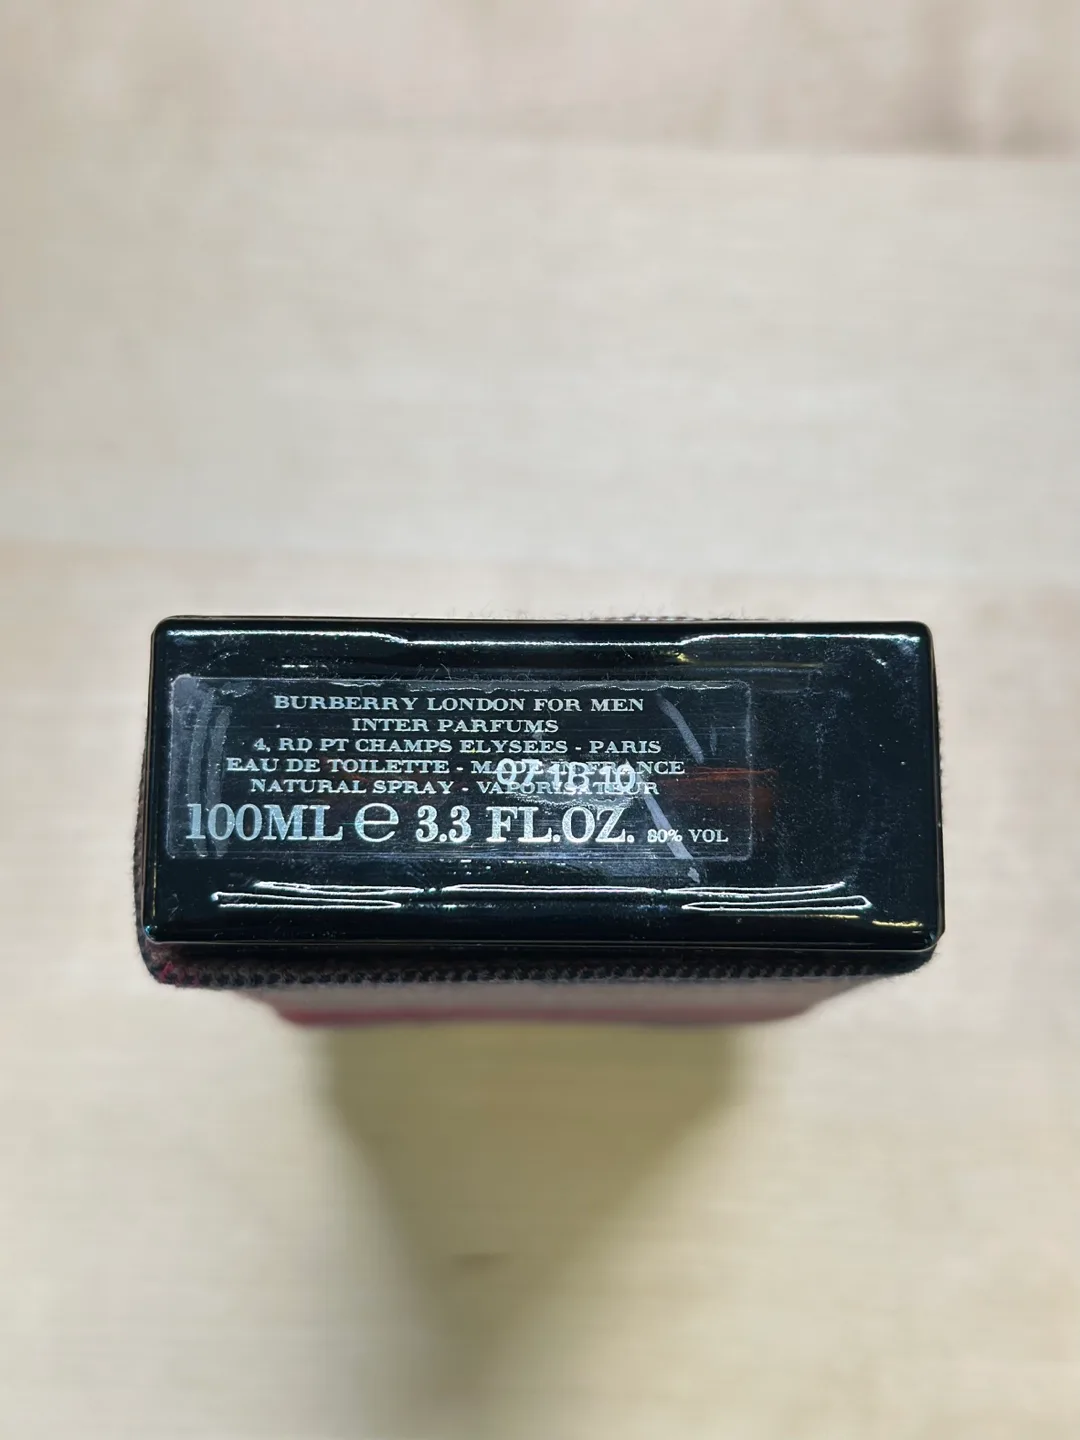 BURBERRY LONDON FOR MEN
INTER PARFUMS
4, RD PT CHAMPS ELYSEES - PARIS
EAU DE TOILETTE - MADE IN FRANCE
NATURAL SPRAY - VAPORISATEUR
100ML ℮ 3.3 FL.OZ. 80% VOL